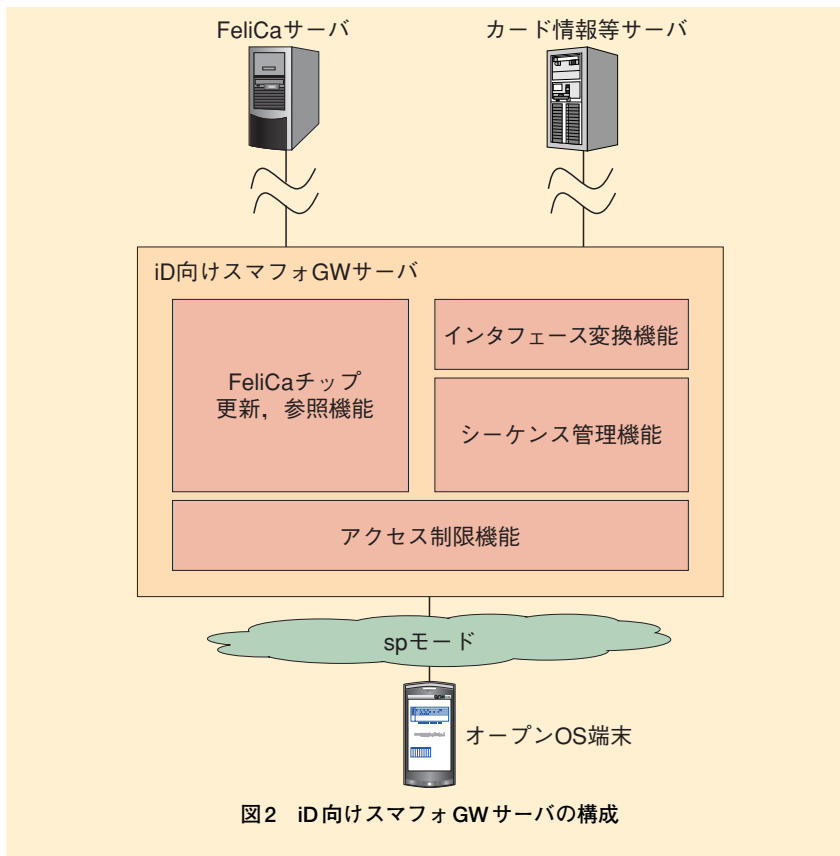 FeliCaサーバ
カード情報等サーバ
iD向けスマフォGWサーバ
FeliCaチップ
更新，参照機能
インタフェース変換機能
シーケンス管理機能
アクセス制限機能
spモード
オープンOS端末
図2 iD向けスマフォGWサーバの構成